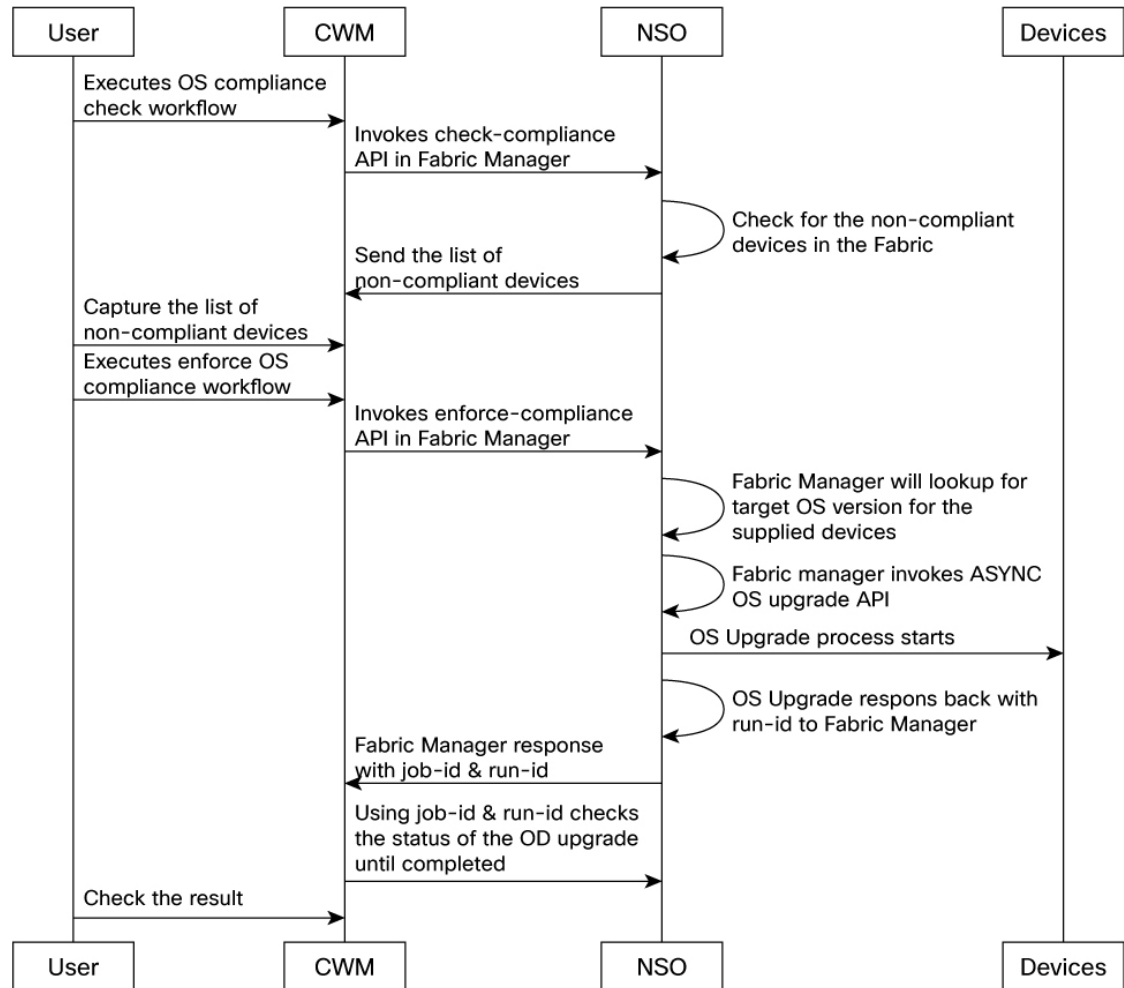 User
CWM
NSO
Devices
Executes OS compliance
check workflow
Invokes check-compliance
API in Fabric Manager
Check for the non-compliant
devices in the Fabric
Send the list of
non-compliant devices
Capture the list of
non-compliant devices
Executes enforce OS
compliance workflow
Invokes enforce-compliance
API in Fabric Manager
Fabric Manager will lookup for
target OS version for the
supplied devices
Fabric manager invokes ASYNC
OS upgrade API
OS Upgrade process starts
OS Upgrade respons back with
run-id to Fabric Manager
Fabric Manager response
with job-id & run-id
Using job-id & run-id checks
the status of the OD upgrade
until completed
Check the result
User
CWM
NSO
Devices